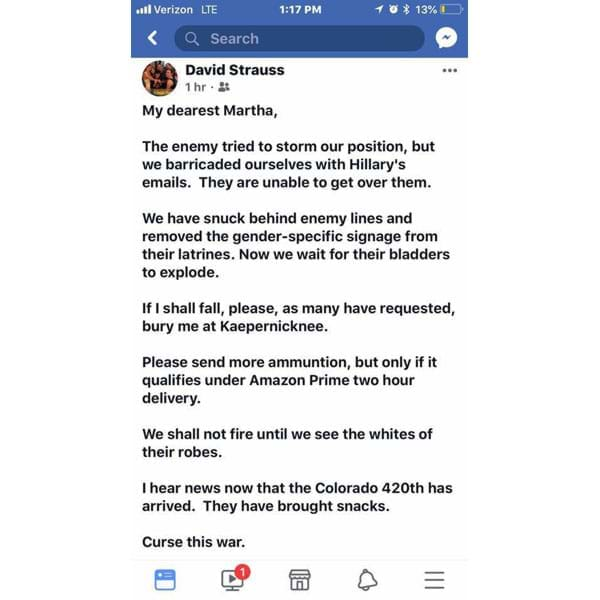 Verizon LTE 1:17 PM 13%
Search
David Strauss
1 hr ·
My dearest Martha,
The enemy tried to storm our position, but
we barricaded ourselves with Hillary's
emails. They are unable to get over them.
We have snuck behind enemy lines and
removed the gender-specific signage from
their latrines. Now we wait for their bladders
to explode.
If I shall fall, please, as many have requested,
bury me at Kaepernicknee.
Please send more ammuntion, but only if it
qualifies under Amazon Prime two hour
delivery.
We shall not fire until we see the whites of
their robes.
I hear news now that the Colorado 420th has
arrived. They have brought snacks.
Curse this war.
1